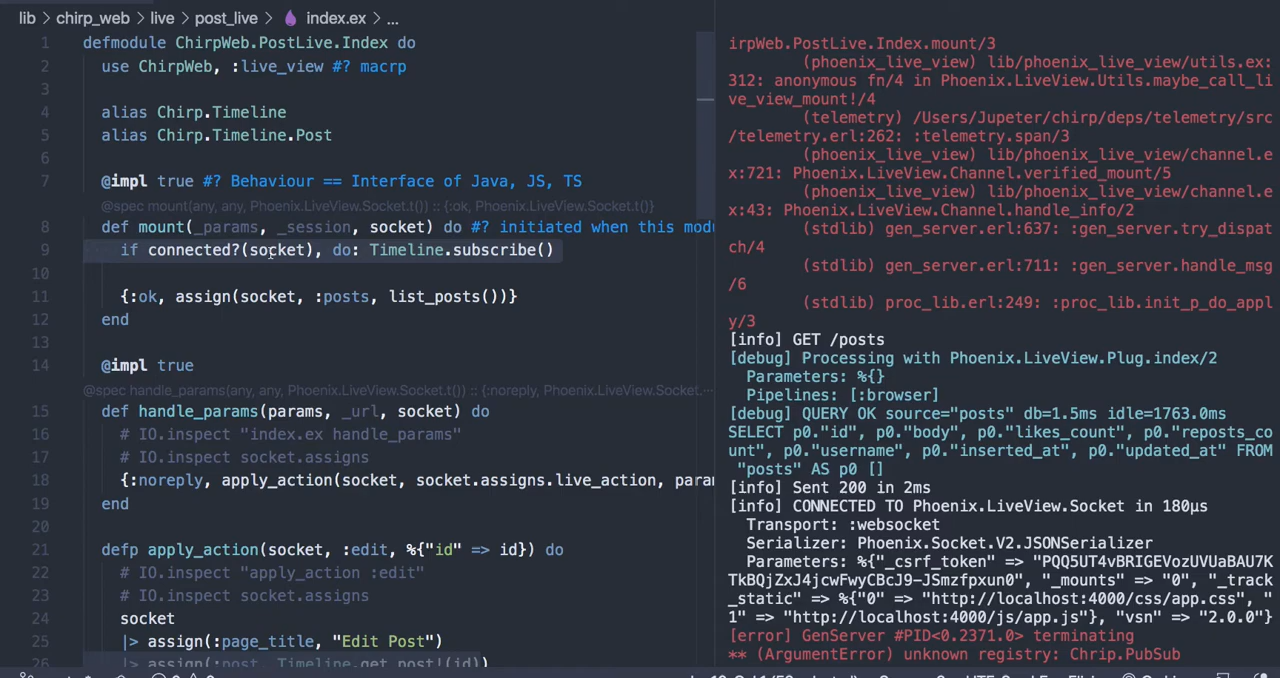 lib > chirp_web > live > post_live > index.ex > ...
1 defmodule ChirpWeb.PostLive.Index do
2 use ChirpWeb, :live_view #? macrp
3
4 alias Chirp.Timeline
5 alias Chirp.Timeline.Post
6
7 @impl true #? Behaviour == Interface of Java, JS, TS
@spec mount(any, any, Phoenix.LiveView.Socket.t()) :: {:ok, Phoenix.LiveView.Socket.t()}
8 def mount(_params, _session, socket) do #? initiated when this modu
9 if connected?(socket), do: Timeline.subscribe()
10
11 {:ok, assign(socket, :posts, list_posts())}
12 end
13
14 @impl true
@spec handle_params(any, any, Phoenix.LiveView.Socket.t()) :: {:noreply, Phoenix.LiveView.Socket.···
15 def handle_params(params, _url, socket) do
16 # IO.inspect "index.ex handle_params"
17 # IO.inspect socket.assigns
18 {:noreply, apply_action(socket, socket.assigns.live_action, param
19 end
20
21 defp apply_action(socket, :edit, %{"id" => id}) do
22 # IO.inspect "apply_action :edit"
23 # IO.inspect socket.assigns
24 socket
25 |> assign(:page_title, "Edit Post")
26 |> assign(:post, Timeline.get_post!(id))
irpWeb.PostLive.Index.mount/3
(phoenix_live_view) lib/phoenix_live_view/utils.ex:
312: anonymous fn/4 in Phoenix.LiveView.Utils.maybe_call_li
ve_view_mount!/4
(telemetry) /Users/Jupeter/chirp/deps/telemetry/src
/telemetry.erl:262: :telemetry.span/3
(phoenix_live_view) lib/phoenix_live_view/channel.e
x:721: Phoenix.LiveView.Channel.verified_mount/5
(phoenix_live_view) lib/phoenix_live_view/channel.e
x:43: Phoenix.LiveView.Channel.handle_info/2
(stdlib) gen_server.erl:637: :gen_server.try_dispat
ch/4
(stdlib) gen_server.erl:711: :gen_server.handle_msg
/6
(stdlib) proc_lib.erl:249: :proc_lib.init_p_do_appl
y/3
[info] GET /posts
[debug] Processing with Phoenix.LiveView.Plug.index/2
Parameters: %{}
Pipelines: [:browser]
[debug] QUERY OK source="posts" db=1.5ms idle=1763.0ms
SELECT p0."id", p0."body", p0."likes_count", p0."reposts_co
unt", p0."username", p0."inserted_at", p0."updated_at" FROM
"posts" AS p0 []
[info] Sent 200 in 2ms
[info] CONNECTED TO Phoenix.LiveView.Socket in 180µs
Transport: :websocket
Serializer: Phoenix.Socket.V2.JSONSerializer
Parameters: %{"_csrf_token" => "PQQ5UT4vBRIGEVozUVUaBAU7K
TkBQjZxJ4jcwFwyCBcJ9-JSmzfpxun0", "_mounts" => "0", "_track
_static" => %{"0" => "http://localhost:4000/css/app.css", "
1" => "http://localhost:4000/js/app.js"}, "vsn" => "2.0.0"}
[error] GenServer #PID<0.2371.0> terminating
** (ArgumentError) unknown registry: Chrip.PubSub